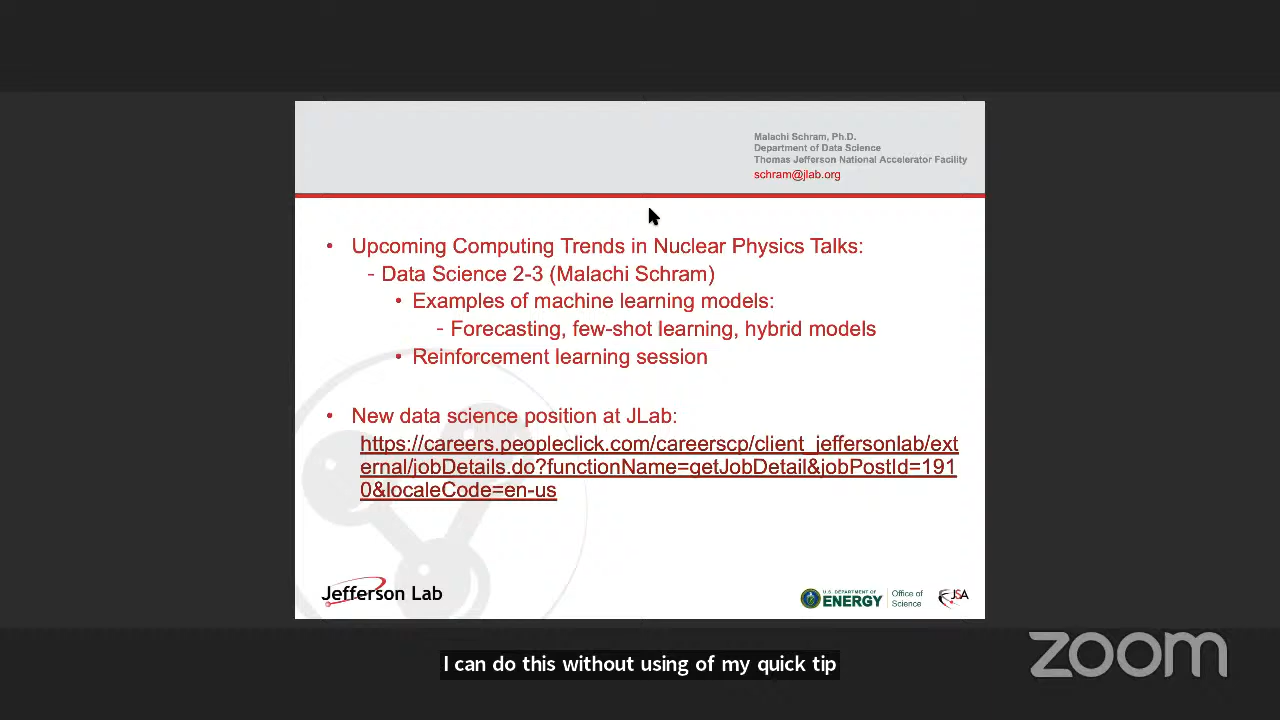 Malachi Schram, Ph.D.
Department of Data Science
Thomas Jefferson National Accelerator Facility
schram@jlab.org
• Upcoming Computing Trends in Nuclear Physics Talks:
- Data Science 2-3 (Malachi Schram)
• Examples of machine learning models:
- Forecasting, few-shot learning, hybrid models
• Reinforcement learning session
• New data science position at JLab:
https://careers.peopleclick.com/careerscp/client_jeffersonlab/ext
ernal/jobDetails.do?functionName=getJobDetail&jobPostId=191
0&localeCode=en-us
Jefferson Lab
U.S. DEPARTMENT OF
ENERGY
Office of
Science
JSA
I can do this without using of my quick tip
zoom